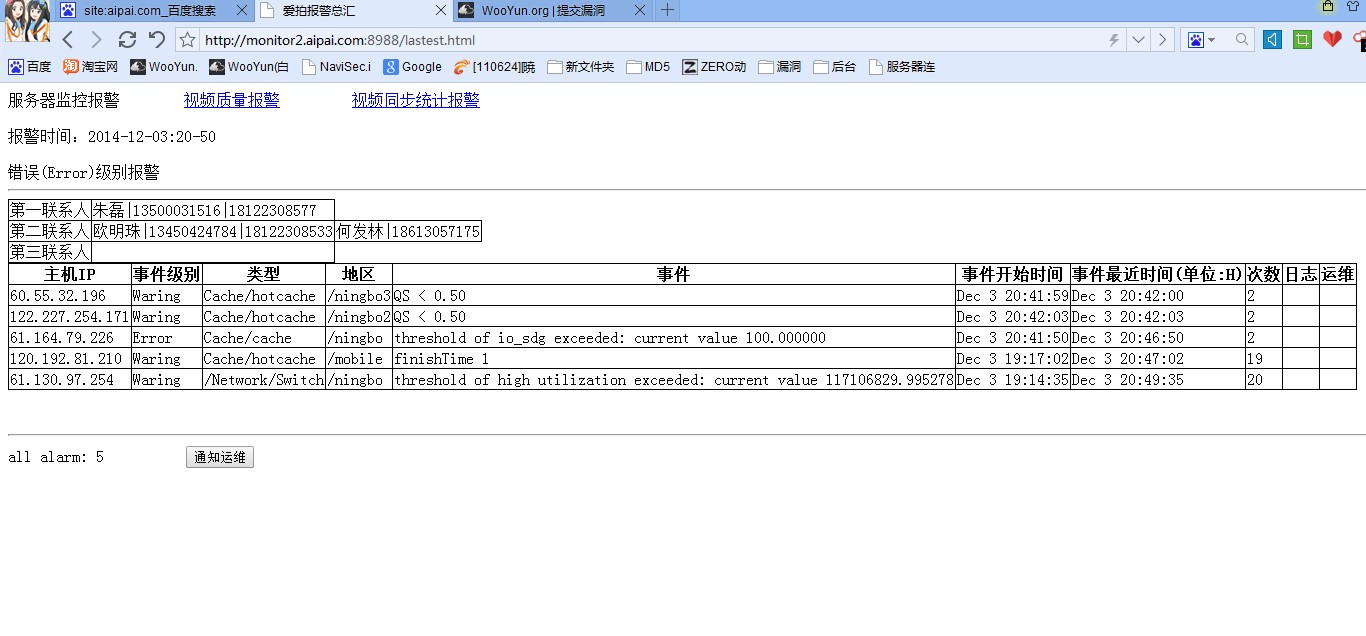 site:aipai.com_百度搜索 爱拍报警总汇 WooYun.org | 提交漏洞
http://monitor2.aipai.com:8988/lastest.html
百度 淘宝网 WooYun. WooYun(白 NaviSec.i Google [110624]晓 新文件夹 MD5 ZERO动 漏洞 后台 服务器连
服务器监控报警 视频质量报警 视频同步统计报警
报警时间: 2014-12-03:20-50
错误(Error)级别报警
第一联系人 朱磊|13500031516|18122308577
第二联系人 欧明珠|13450424784|18122308533 何发林|18613057175
第三联系人
主机IP 事件级别 类型 地区 事件 事件开始时间 事件最近时间(单位:H) 次数 日志 运维
60.55.32.196 Waring Cache/hotcache /ningbo3 QS < 0.50 Dec 3 20:41:59 Dec 3 20:42:00 2
122.227.254.171 Waring Cache/hotcache /ningbo2 QS < 0.50 Dec 3 20:42:03 Dec 3 20:42:03 2
61.164.79.226 Error Cache/cache /ningbo threshold of io_sdg exceeded: current value 100.000000 Dec 3 20:41:50 Dec 3 20:46:50 2
120.192.81.210 Waring Cache/hotcache /mobile finishTime 1 Dec 3 19:17:02 Dec 3 20:47:02 19
61.130.97.254 Waring /Network/Switch /ningbo threshold of high utilization exceeded: current value 117106829.995278 Dec 3 19:14:35 Dec 3 20:49:35 20
all alarm: 5 通知运维